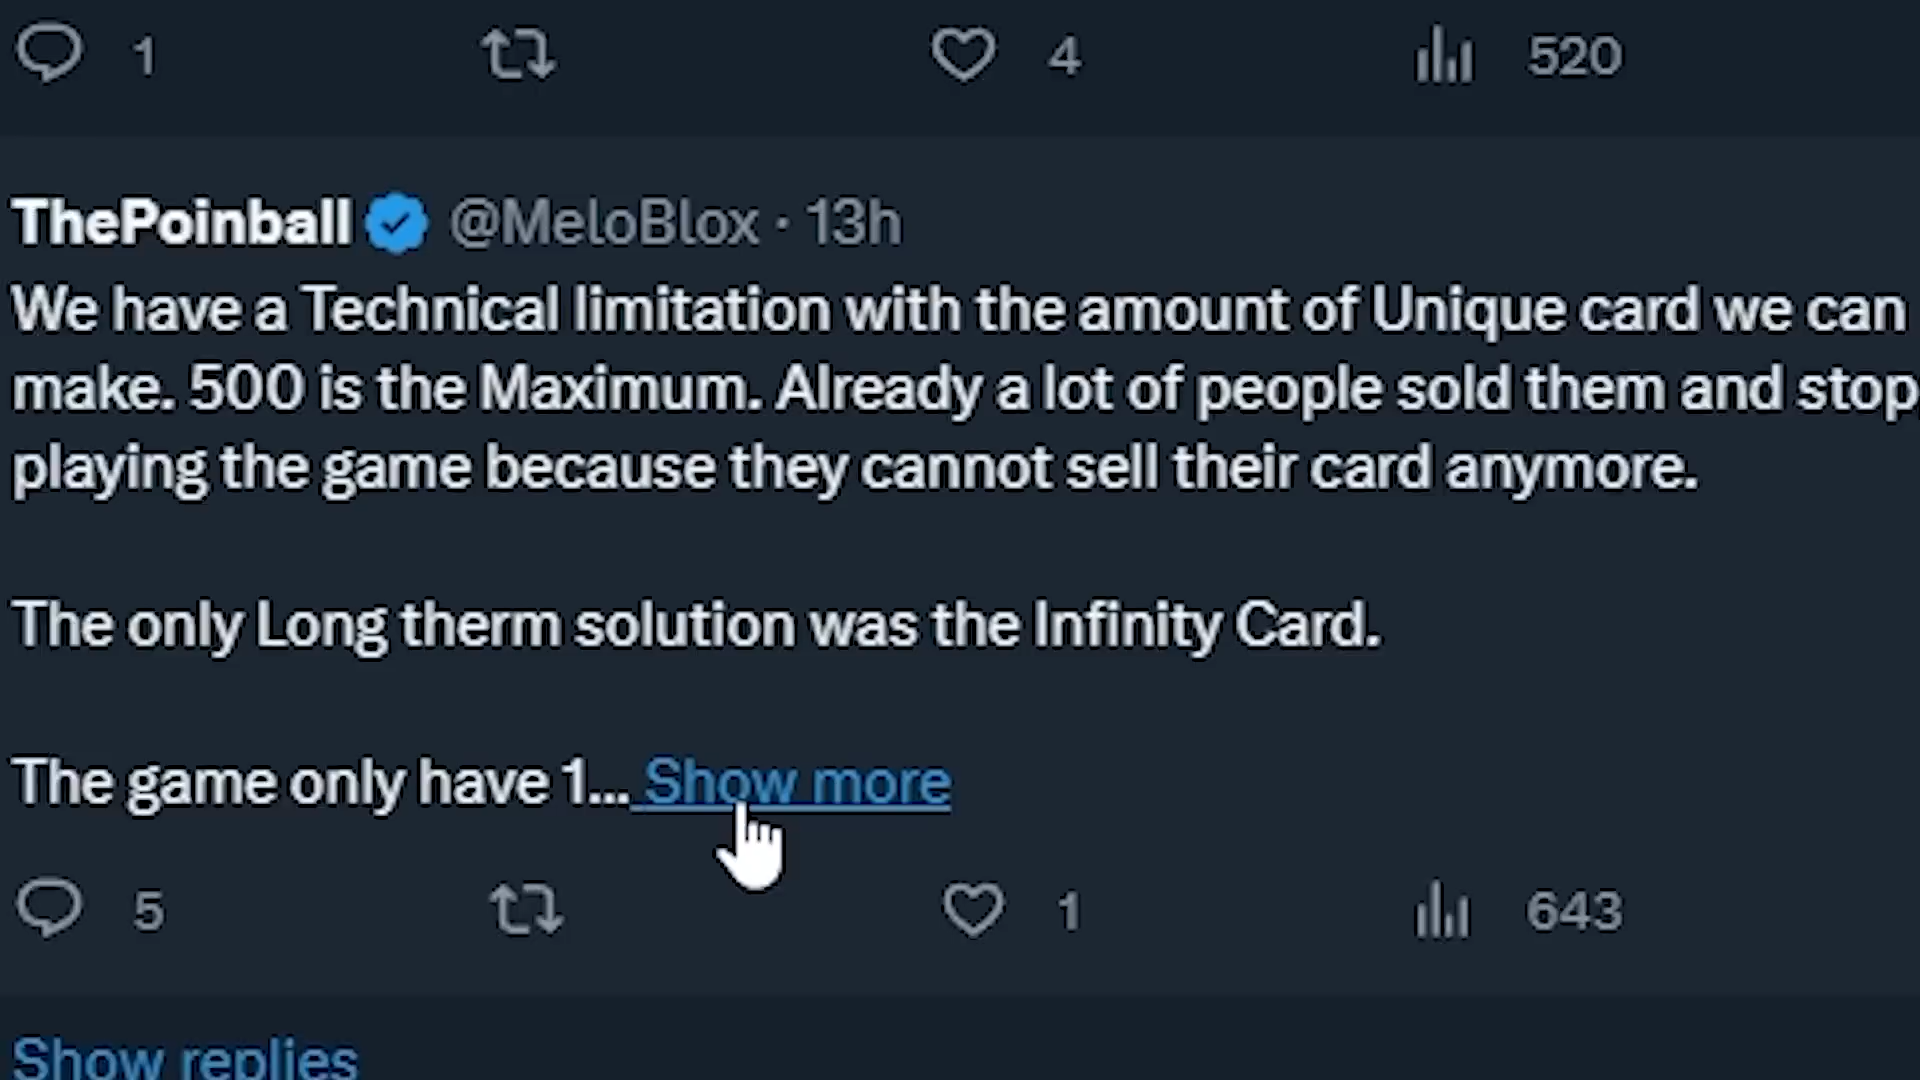 1 4 520
ThePoinball @MeloBlox · 13h
We have a Technical limitation with the amount of Unique card we can
make. 500 is the Maximum. Already a lot of people sold them and stop
playing the game because they cannot sell their card anymore.
The only Long therm solution was the Infinity Card.
The game only have 1... Show more
5 1 643
Show replies